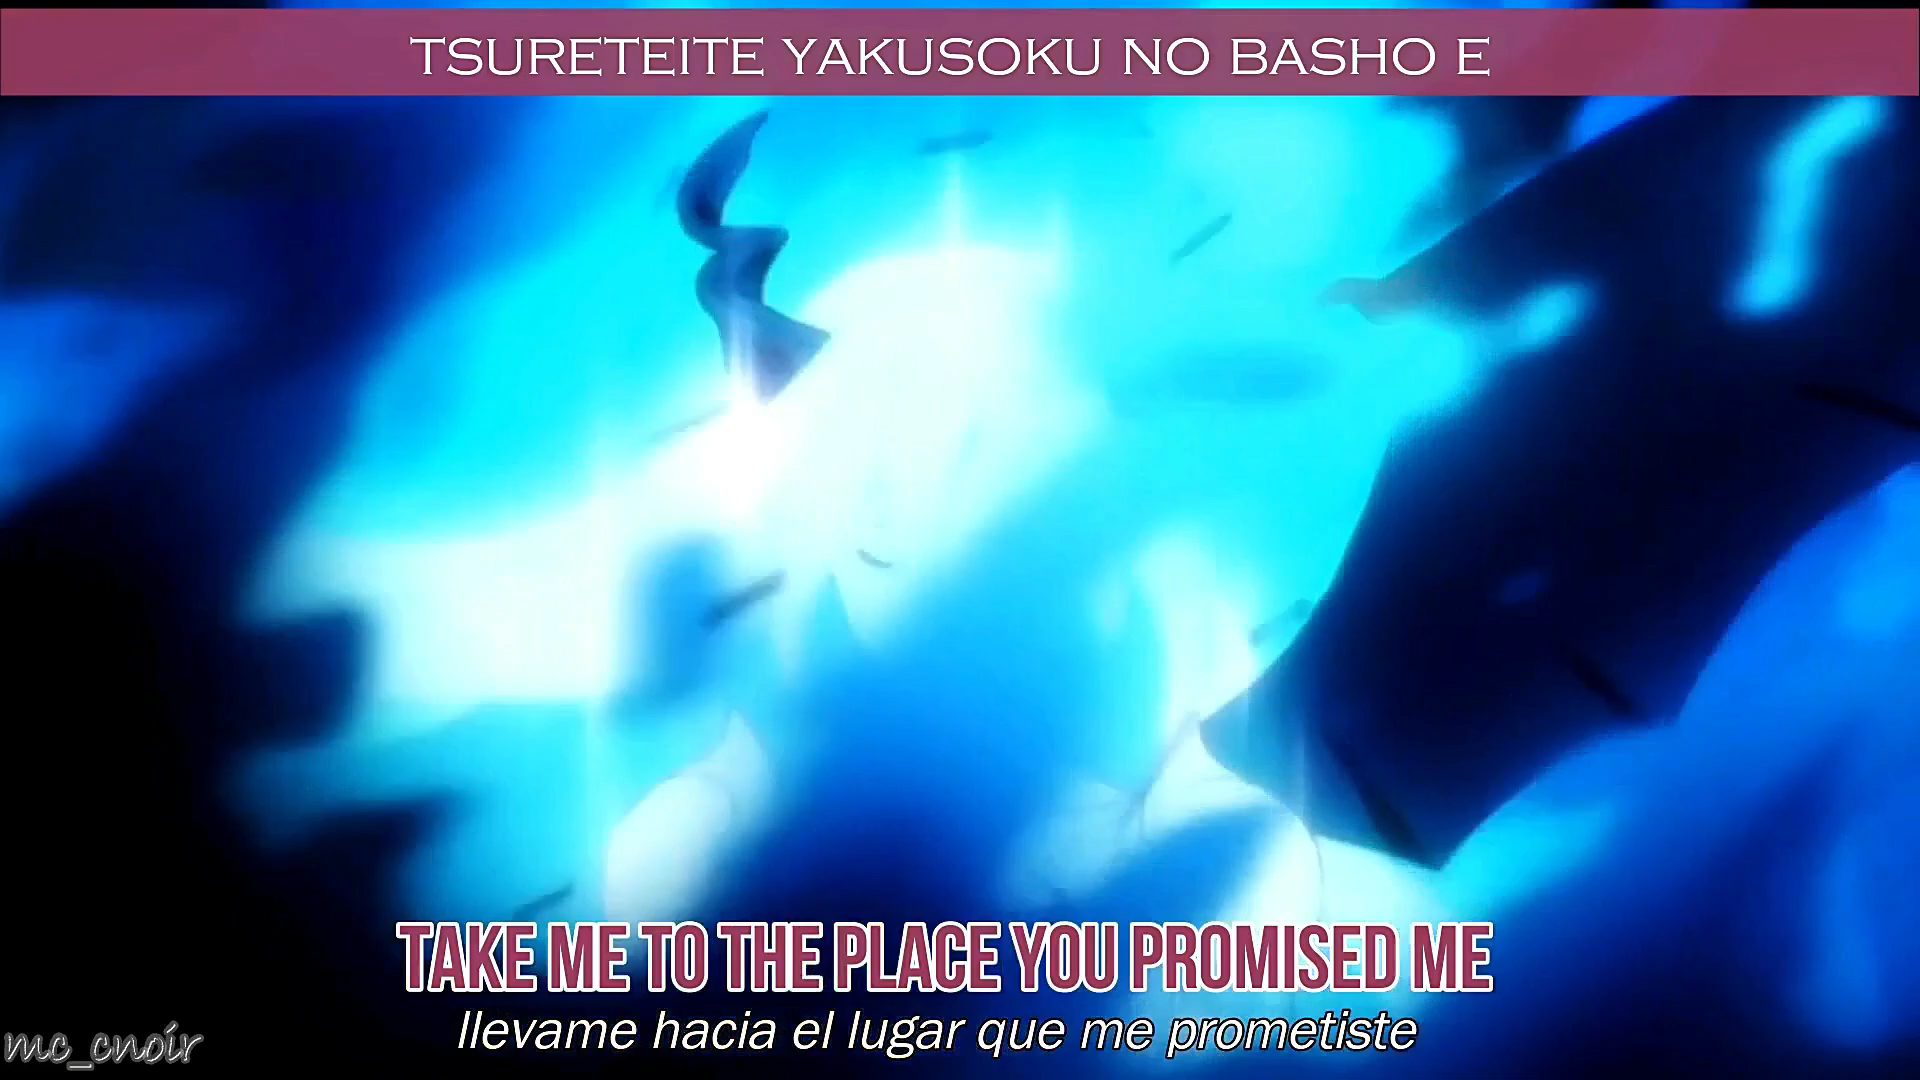 TSURETEITE YAKUSOKU NO BASHO E
TAKE ME TO THE PLACE YOU PROMISED ME
llevame hacia el lugar que me prometiste
mc_cnoír